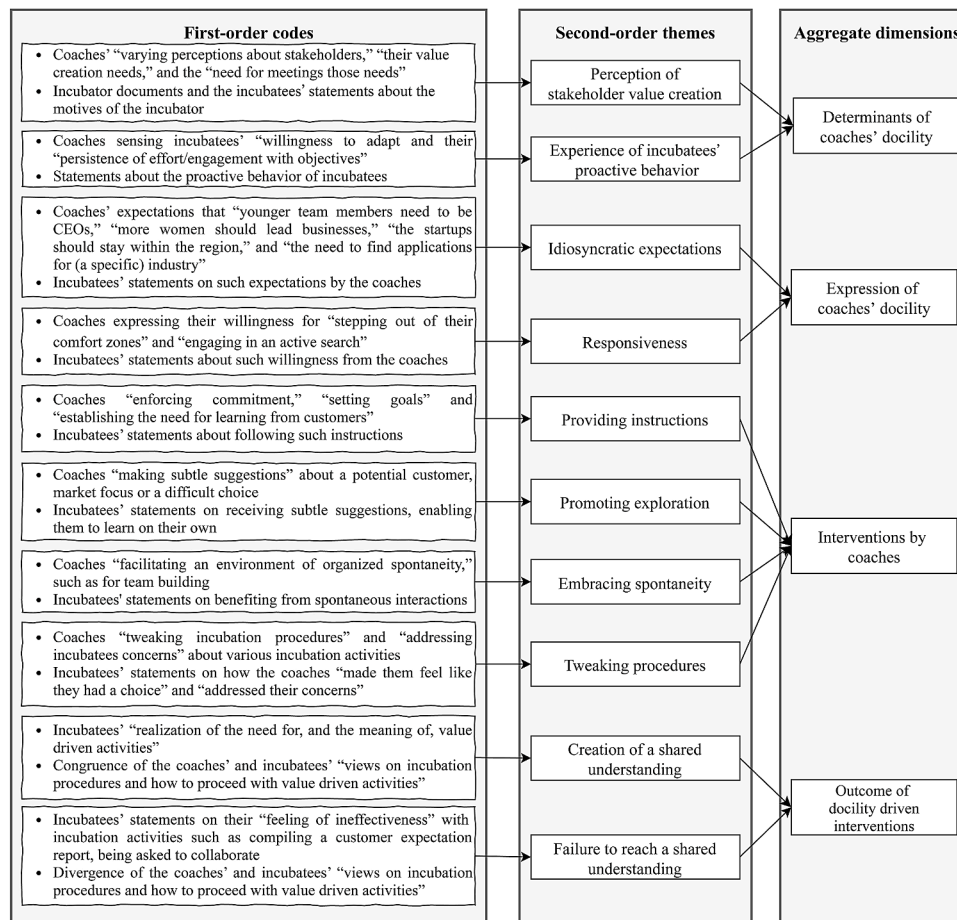 First-order codes
• Coaches’ “varying perceptions about stakeholders,” “their value
creation needs,” and the “need for meetings those needs”
• Incubator documents and the incubatees’ statements about the
motives of the incubator
• Coaches sensing incubatees’ “willingness to adapt and their
“persistence of effort/engagement with objectives”
• Statements about the proactive behavior of incubatees
• Coaches’ expectations that “younger team members need to be
CEOs,” “more women should lead businesses,” “the startups
should stay within the region,” and “the need to find applications
for (a specific) industry”
• Incubatees’ statements on such expectations by the coaches
• Coaches expressing their willingness for “stepping out of their
comfort zones” and “engaging in an active search”
• Incubatees’ statements about such willingness from the coaches
• Coaches “enforcing commitment,” “setting goals” and
“establishing the need for learning from customers”
• Incubatees’ statements about following such instructions
• Coaches “making subtle suggestions” about a potential customer,
market focus or a difficult choice
• Incubatees’ statements on receiving subtle suggestions, enabling
them to learn on their own
• Coaches “facilitating an environment of organized spontaneity,”
such as for team building
• Incubatees' statements on benefiting from spontaneous interactions
• Coaches “tweaking incubation procedures” and “addressing
incubatees concerns” about various incubation activities
• Incubatees’ statements on how the coaches “made them feel like
they had a choice” and “addressed their concerns”
• Incubatees’ “realization of the need for, and the meaning of, value
driven activities”
• Congruence of the coaches’ and incubatees’ “views on incubation
procedures and how to proceed with value driven activities”
• Incubatees’ statements on their “feeling of ineffectiveness” with
incubation activities such as compiling a customer expectation
report, being asked to collaborate
• Divergence of the coaches’ and incubatees’ “views on incubation
procedures and how to proceed with value driven activities”
Second-order themes
Perception of
stakeholder value creation
Experience of incubatees’
proactive behavior
Idiosyncratic expectations
Responsiveness
Providing instructions
Promoting exploration
Embracing spontaneity
Tweaking procedures
Creation of a shared
understanding
Failure to reach a shared
understanding
Aggregate dimensions
Determinants of
coaches’ docility
Expression of
coaches’ docility
Interventions by
coaches
Outcome of
docility driven
interventions